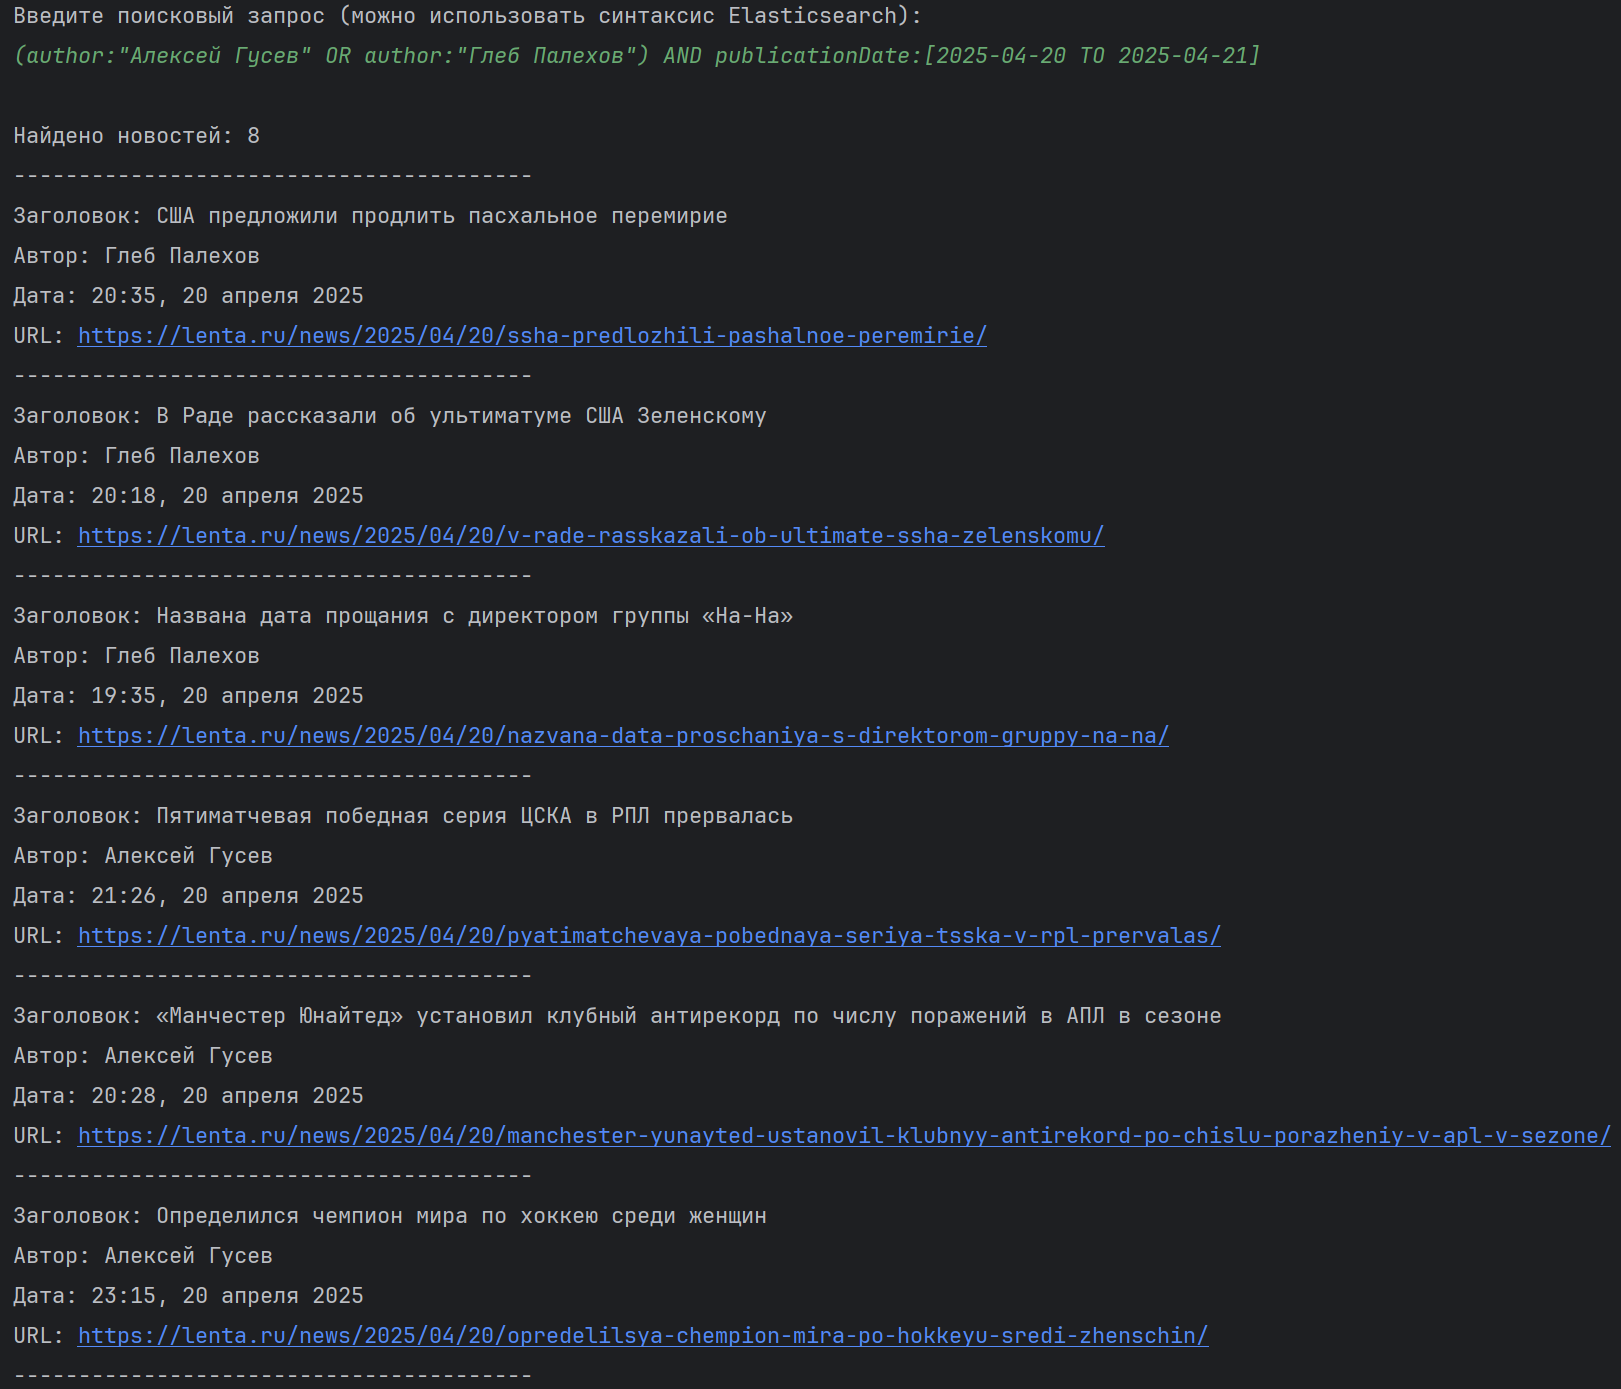 Введите поисковый запрос (можно использовать синтаксис Elasticsearch):
(author:"Алексей Гусев" OR author:"Глеб Палехов") AND publicationDate:[2025-04-20 TO 2025-04-21]
Найдено новостей: 8
----------------------------------------
Заголовок: США предложили продлить пасхальное перемирие
Автор: Глеб Палехов
Дата: 20:35, 20 апреля 2025
URL: https://lenta.ru/news/2025/04/20/ssha-predlozhili-pashalnoe-peremirie/
----------------------------------------
Заголовок: В Раде рассказали об ультиматуме США Зеленскому
Автор: Глеб Палехов
Дата: 20:18, 20 апреля 2025
URL: https://lenta.ru/news/2025/04/20/v-rade-rasskazali-ob-ultimate-ssha-zelenskomu/
----------------------------------------
Заголовок: Названа дата прощания с директором группы «На-На»
Автор: Глеб Палехов
Дата: 19:35, 20 апреля 2025
URL: https://lenta.ru/news/2025/04/20/nazvana-data-proschaniya-s-direktorom-gruppy-na-na/
----------------------------------------
Заголовок: Пятиматчевая победная серия ЦСКА в РПЛ прервалась
Автор: Алексей Гусев
Дата: 21:26, 20 апреля 2025
URL: https://lenta.ru/news/2025/04/20/pyatimatchevaya-pobednaya-seriya-tsska-v-rpl-prervalas/
----------------------------------------
Заголовок: «Манчестер Юнайтед» установил клубный антирекорд по числу поражений в АПЛ в сезоне
Автор: Алексей Гусев
Дата: 20:28, 20 апреля 2025
URL: https://lenta.ru/news/2025/04/20/manchester-yunayted-ustanovil-klubnyy-antirekord-po-chislu-porazheniy-v-apl-v-sezone/
----------------------------------------
Заголовок: Определился чемпион мира по хоккею среди женщин
Автор: Алексей Гусев
Дата: 23:15, 20 апреля 2025
URL: https://lenta.ru/news/2025/04/20/opredelilsya-chempion-mira-po-hokkeyu-sredi-zhenschin/
----------------------------------------